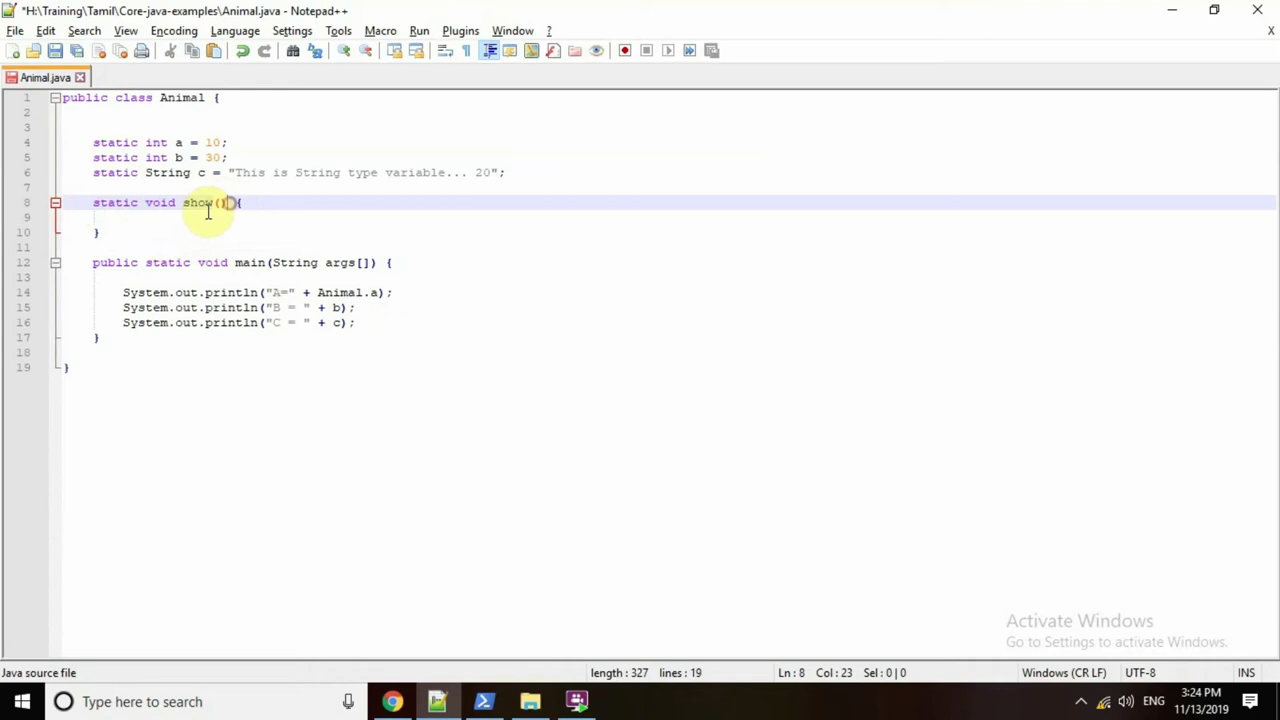 *H:\Training\Tamil\Core-java-examples\Animal.java - Notepad++
File Edit Search View Encoding Language Settings Tools Macro Run Plugins Window ? X
Animal.java
1 public class Animal {
2
3
4 static int a = 10;
5 static int b = 30;
6 static String c = "This is String type variable... 20";
7
8 static void show() {
9
10 }
11
12 public static void main(String args[]) {
13
14 System.out.println("A=" + Animal.a);
15 System.out.println("B = " + b);
16 System.out.println("C = " + c);
17 }
18
19 }
Activate Windows
Go to Settings to activate Windows.
Java source file length : 327 lines : 19 Ln : 8 Col : 23 Sel : 0 | 0 Windows (CR LF) UTF-8 INS
Type here to search ENG 3:24 PM
11/13/2019